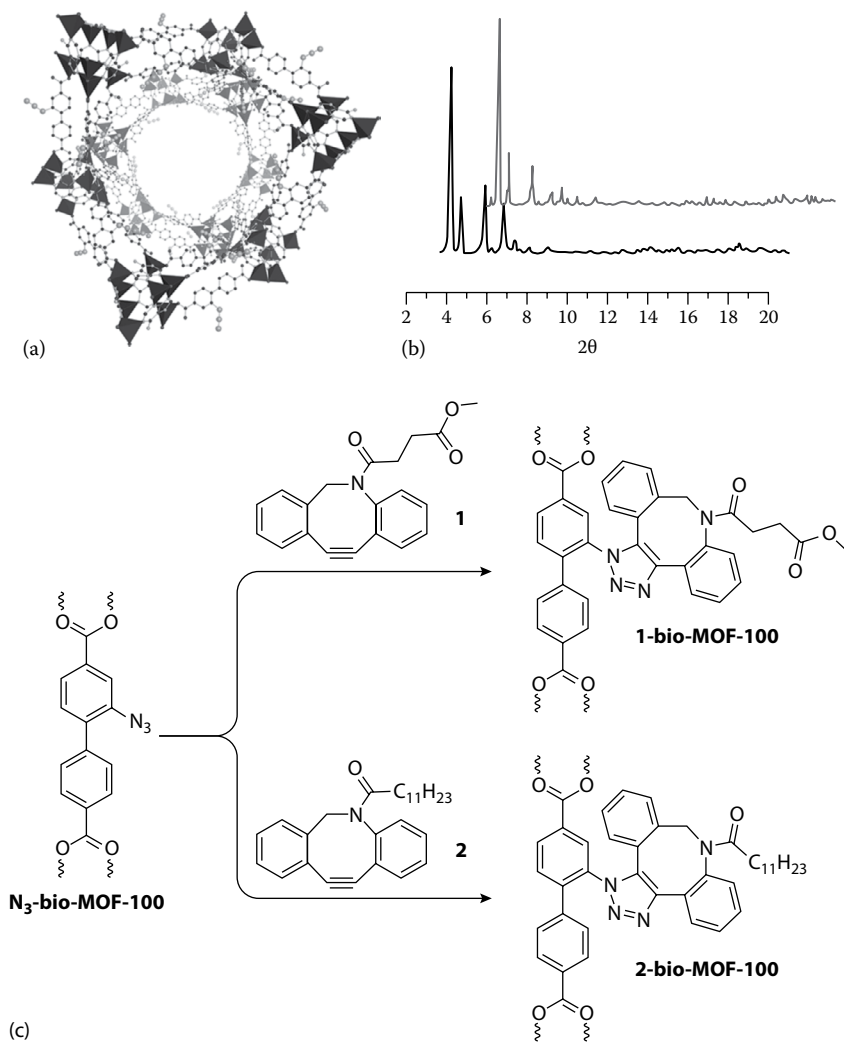 (a)
(b)
2 4 6 8 10 12 14 16 18 20
2θ
O
O
O
N
1
O
O
N
O
O
O
N
N
N
O
O
1-bio-MOF-100
O
O
N3
O
O
N₃-bio-MOF-100
O
C11H23
N
2
O
O
N
O
C11H23
N
N
N
O
O
2-bio-MOF-100
(c)